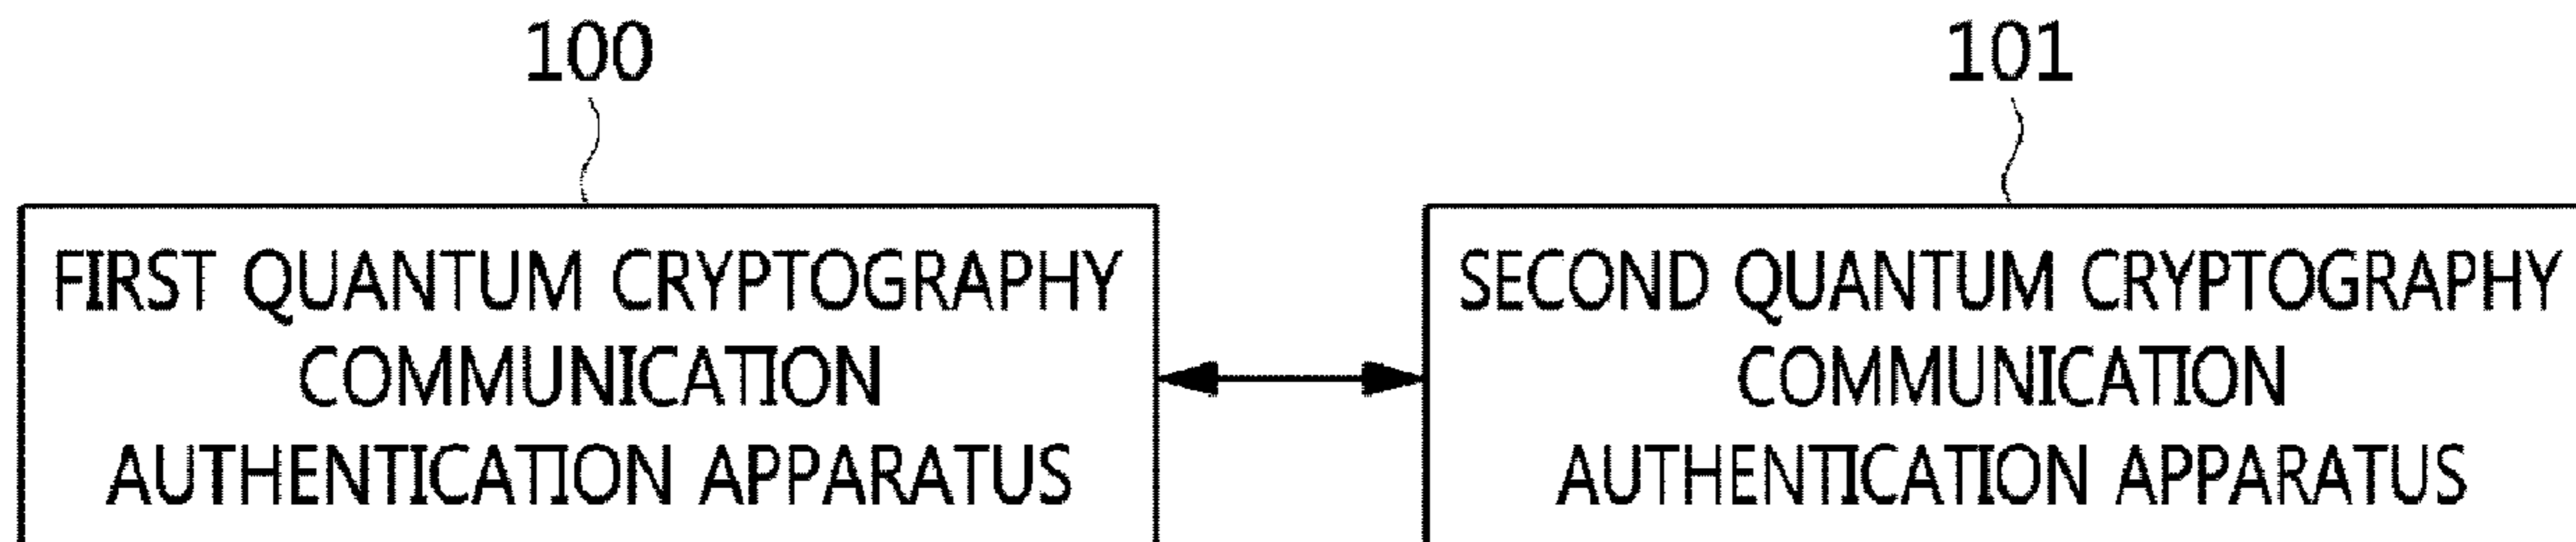 100
101
FIRST QUANTUM CRYPTOGRAPHY
COMMUNICATION
AUTHENTICATION APPARATUS
SECOND QUANTUM CRYPTOGRAPHY
COMMUNICATION
AUTHENTICATION APPARATUS